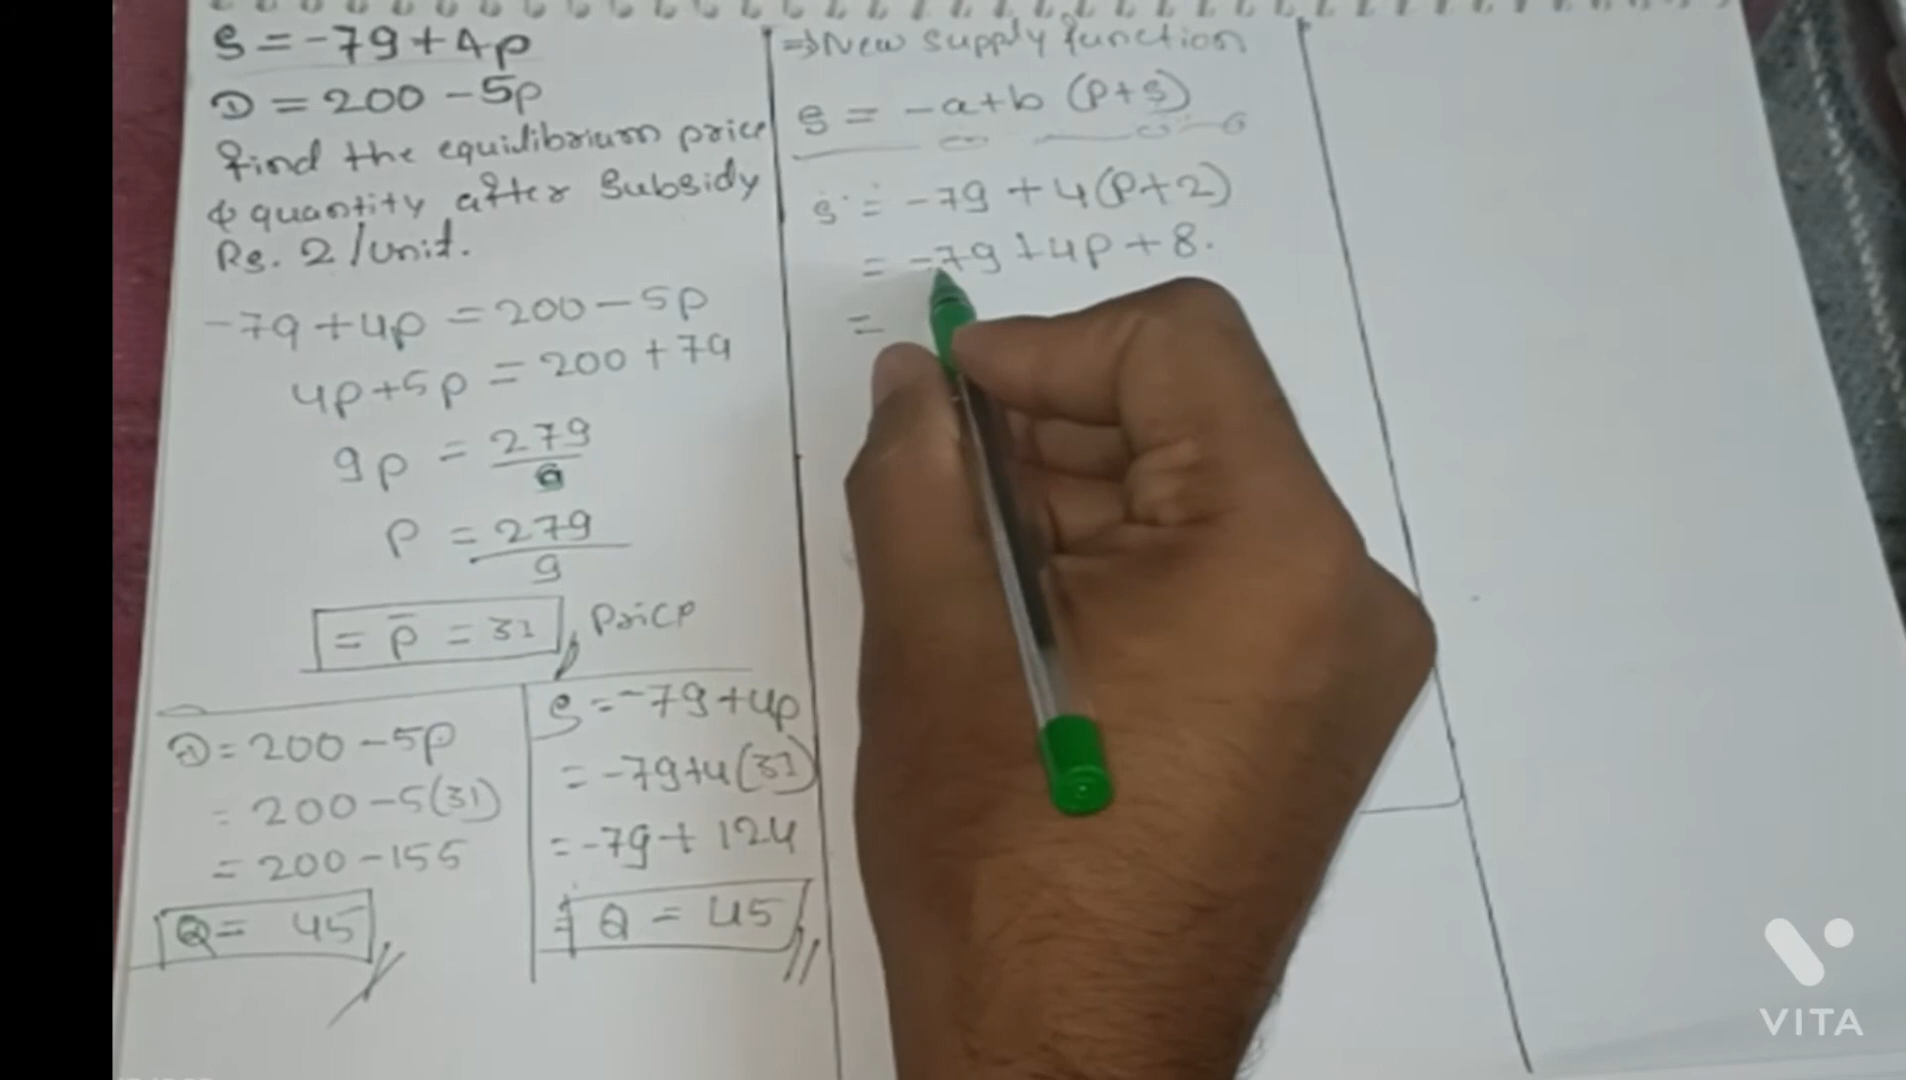 S = -79 + 4p
D = 200 - 5p
find the equilibrium price
& quantity after Subsidy
Rs. 2 / Unit.
-79 + 4p = 200 - 5p
4p + 5p = 200 + 79
9p = 279 / 9
P = 279 / 9
= p̄ = 31 Price
D = 200 - 5p
= 200 - 5(31)
= 200 - 155
Q = 45
S = -79 + 4p
= -79 + 4(31)
= -79 + 124
= Q = 45
=> New supply function
S = -a + b (P + S)
S = -79 + 4(P + 2)
= -79 + 4p + 8.
=
VITA